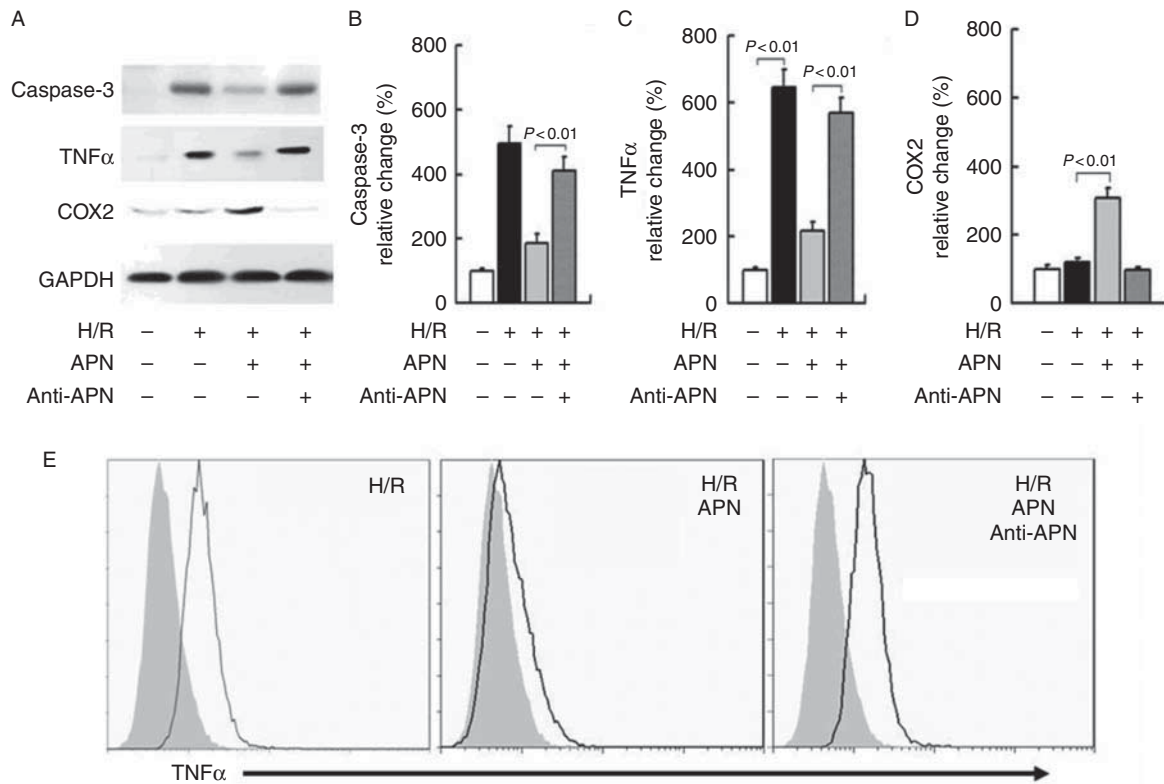 A
Caspase-3
TNFα
COX2
GAPDH
H/R – + + +
APN – – + +
Anti-APN – – – +
B
Caspase-3
relative change (%)
800
600
400
200
0
P < 0.01
H/R – + + +
APN – – + +
Anti-APN – – – +
C
TNFα
relative change (%)
800
600
400
200
0
P < 0.01
P < 0.01
H/R – + + +
APN – – + +
Anti-APN – – – +
D
COX2
relative change (%)
800
600
400
200
0
P < 0.01
H/R – + + +
APN – – + +
Anti-APN – – – +
E
H/R
H/R
APN
H/R
APN
Anti-APN
TNFα